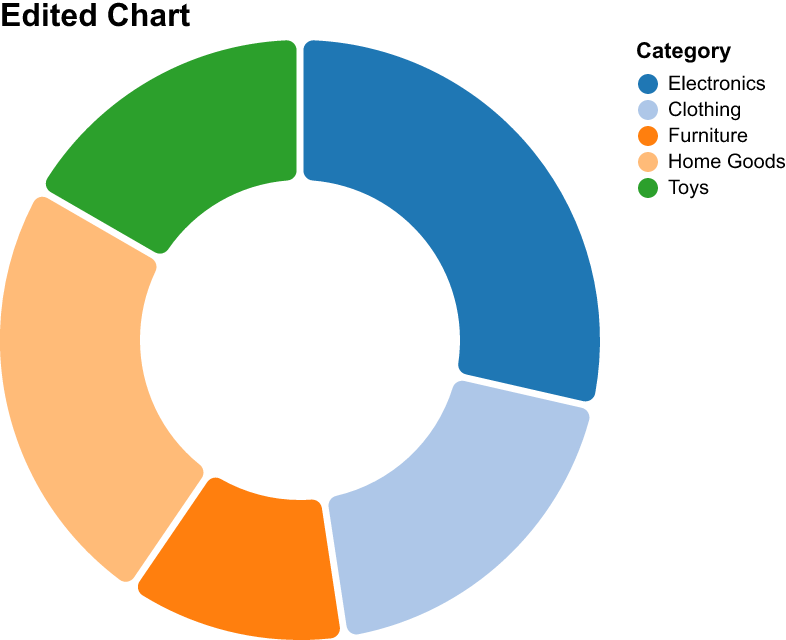 Edited Chart
Category
Electronics
Clothing
Furniture
Home Goods
Toys